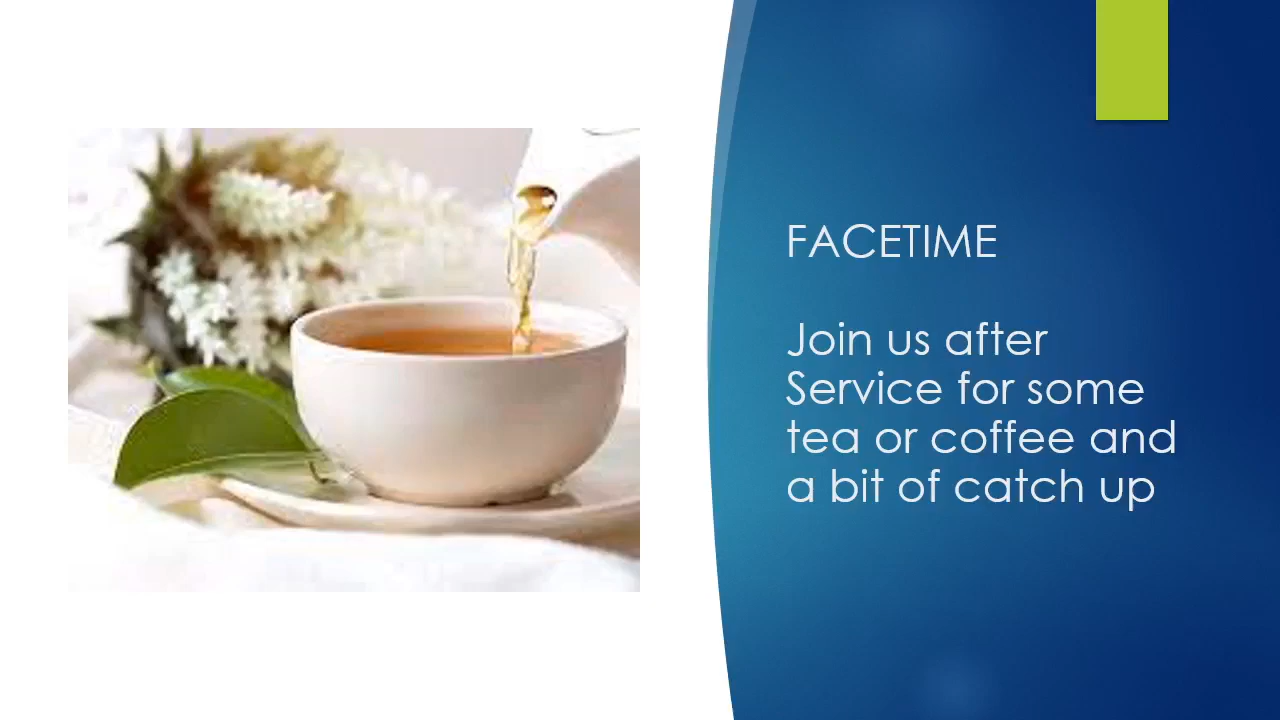 FACETIME
Join us after
Service for some
tea or coffee and
a bit of catch up